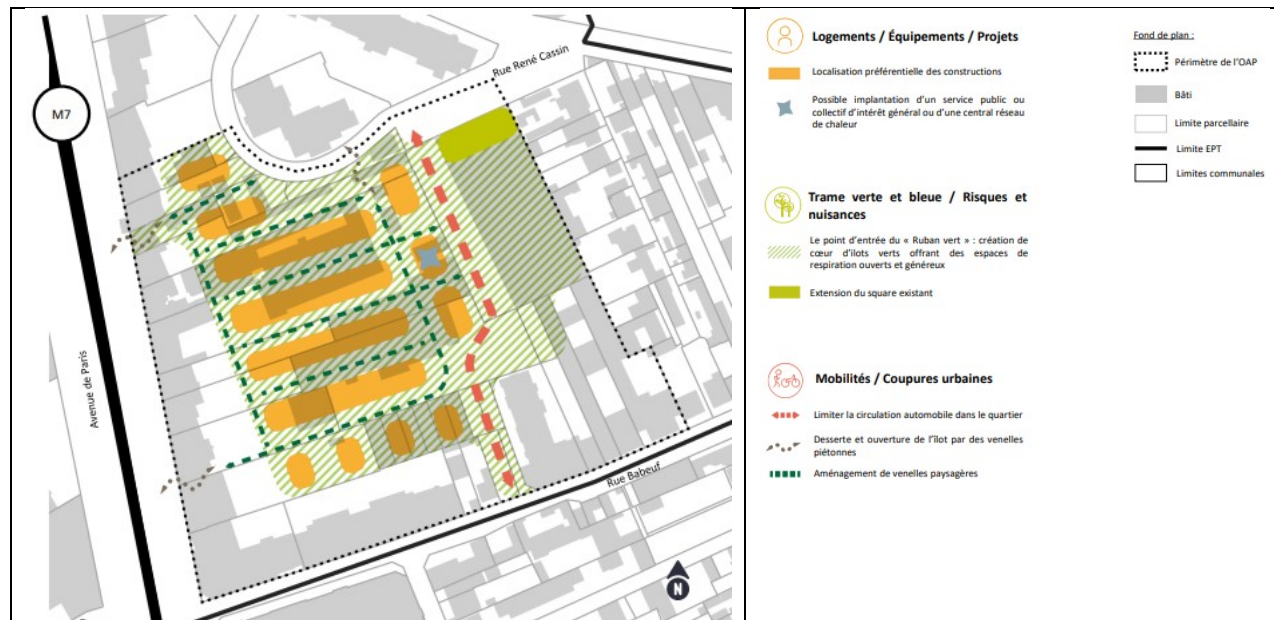 Rue René Cassin
M7
Avenue de Paris
Rue Babeuf
N
Logements / Équipements / Projets
Localisation préférentielle des constructions
Possible implantation d'un service public ou
collectif d'intérêt général ou d'une central réseau
de chaleur
Trame verte et bleue / Risques et
nuisances
Le point d'entrée du « Ruban vert » : création de
cœur d'ilots verts offrant des espaces de
respiration ouverts et généreux
Extension du square existant
Mobilités / Coupures urbaines
Limiter la circulation automobile dans le quartier
Desserte et ouverture de l'îlot par des venelles
piétonnes
Aménagement de venelles paysagères
Fond de plan :
Périmètre de l'OAP
Bâti
Limite parcellaire
Limite EPT
Limites communales